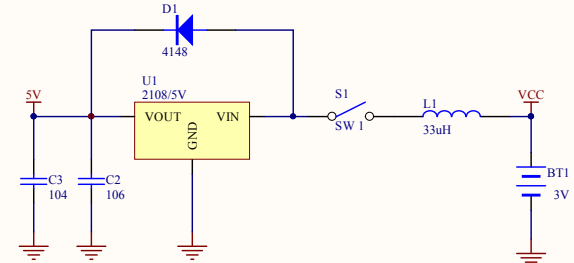 D1
4148
U1
2108/5V
5V
VOUT
VIN
GND
S1
SW 1
L1
33uH
VCC
C3
104
C2
106
BT1
3V